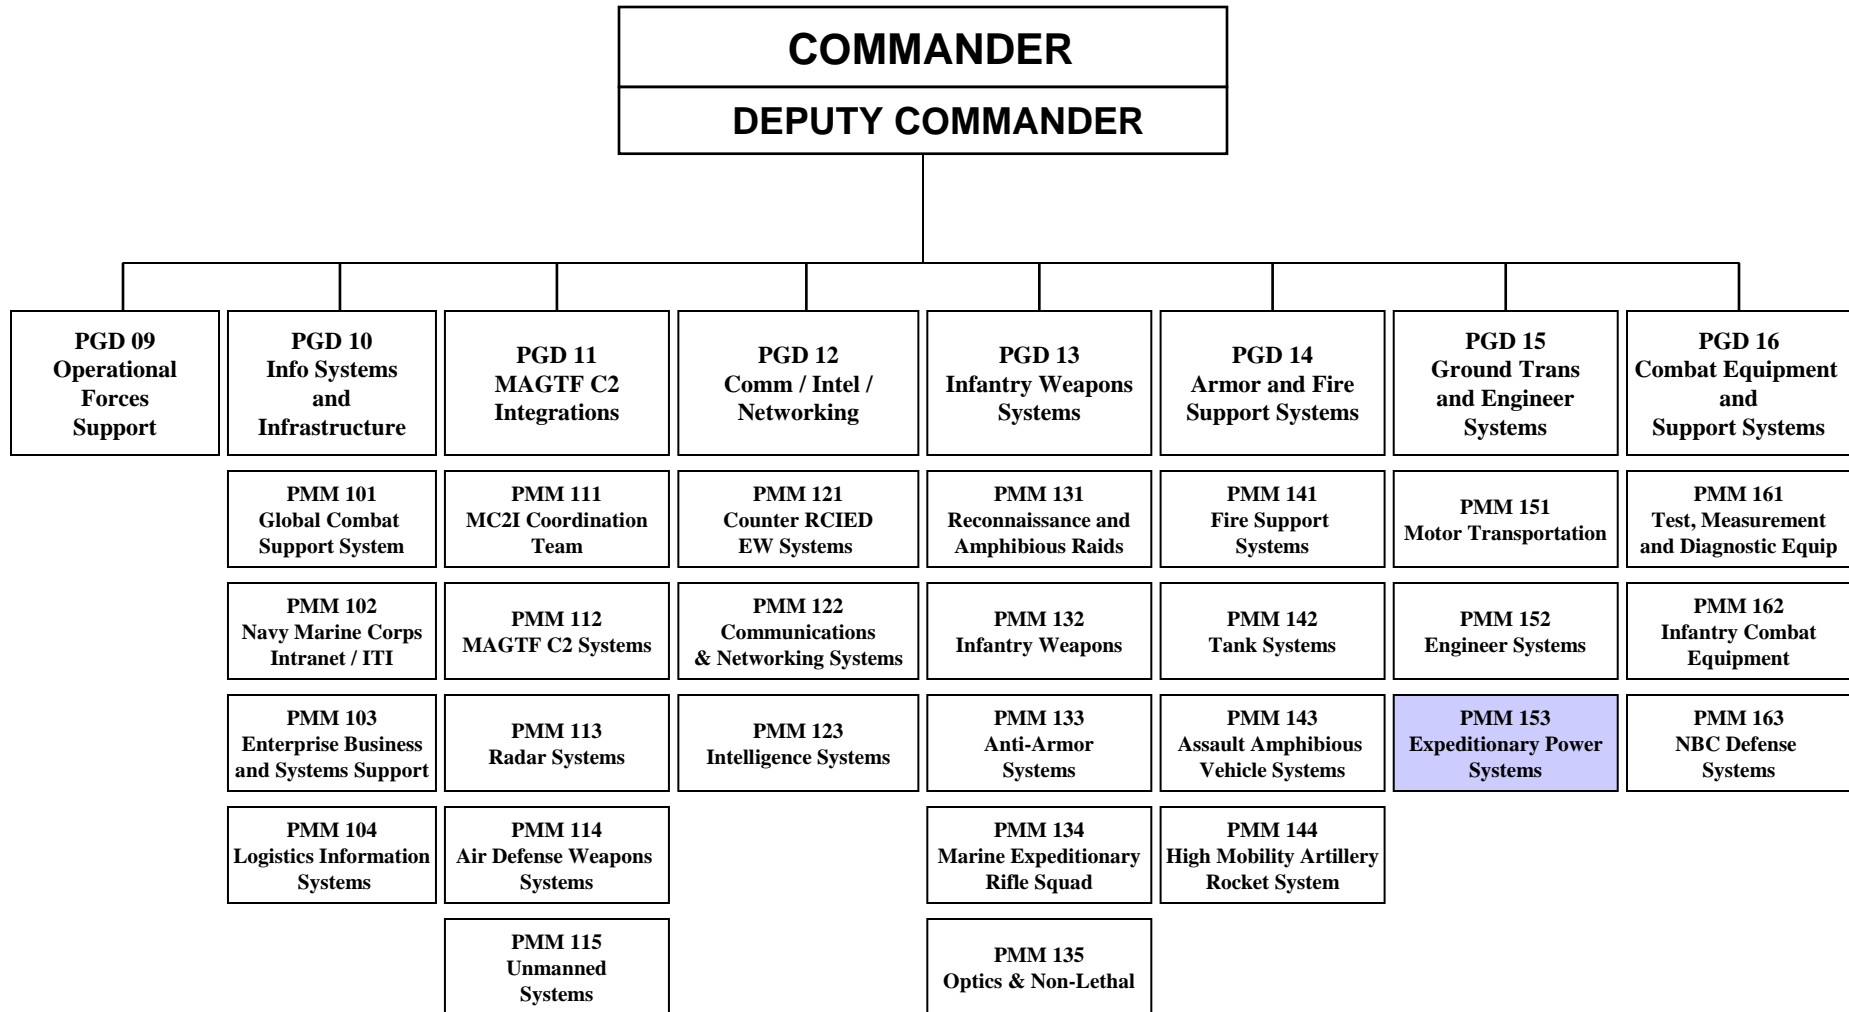 COMMANDER
DEPUTY COMMANDER
PGD 09
Operational
Forces
Support
PGD 10
Info Systems
and
Infrastructure
PGD 11
MAGTF C2
Integrations
PGD 12
Comm / Intel /
Networking
PGD 13
Infantry Weapons
Systems
PGD 14
Armor and Fire
Support Systems
PGD 15
Ground Trans
and Engineer
Systems
PGD 16
Combat Equipment
and
Support Systems
PMM 101
Global Combat
Support System
PMM 111
MC2I Coordination
Team
PMM 121
Counter RCIED
EW Systems
PMM 131
Reconnaissance and
Amphibious Raids
PMM 141
Fire Support
Systems
PMM 151
Motor Transportation
PMM 161
Test, Measurement
and Diagnostic Equip
PMM 102
Navy Marine Corps
Intranet / ITI
PMM 112
MAGTF C2 Systems
PMM 122
Communications
& Networking Systems
PMM 132
Infantry Weapons
PMM 142
Tank Systems
PMM 152
Engineer Systems
PMM 162
Infantry Combat
Equipment
PMM 103
Enterprise Business
and Systems Support
PMM 113
Radar Systems
PMM 123
Intelligence Systems
PMM 133
Anti-Armor
Systems
PMM 143
Assault Amphibious
Vehicle Systems
PMM 153
Expeditionary Power
Systems
PMM 163
NBC Defense
Systems
PMM 104
Logistics Information
Systems
PMM 114
Air Defense Weapons
Systems
PMM 134
Marine Expeditionary
Rifle Squad
PMM 144
High Mobility Artillery
Rocket System
PMM 115
Unmanned
Systems
PMM 135
Optics & Non-Lethal